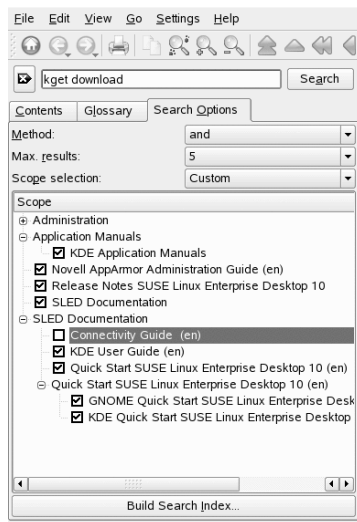 File Edit View Go Settings Help
kget download Search
Contents Glossary Search Options
Method: and
Max. results: 5
Scope selection: Custom
Scope
Administration
Application Manuals
KDE Application Manuals
Novell AppArmor Administration Guide (en)
Release Notes SUSE Linux Enterprise Desktop 10
SLED Documentation
SLED Documentation
Connectivity Guide (en)
KDE User Guide (en)
Quick Start SUSE Linux Enterprise Desktop 10 (en)
Quick Start SUSE Linux Enterprise Desktop 10 (en)
GNOME Quick Start SUSE Linux Enterprise Desk
KDE Quick Start SUSE Linux Enterprise Desktop
Build Search Index...